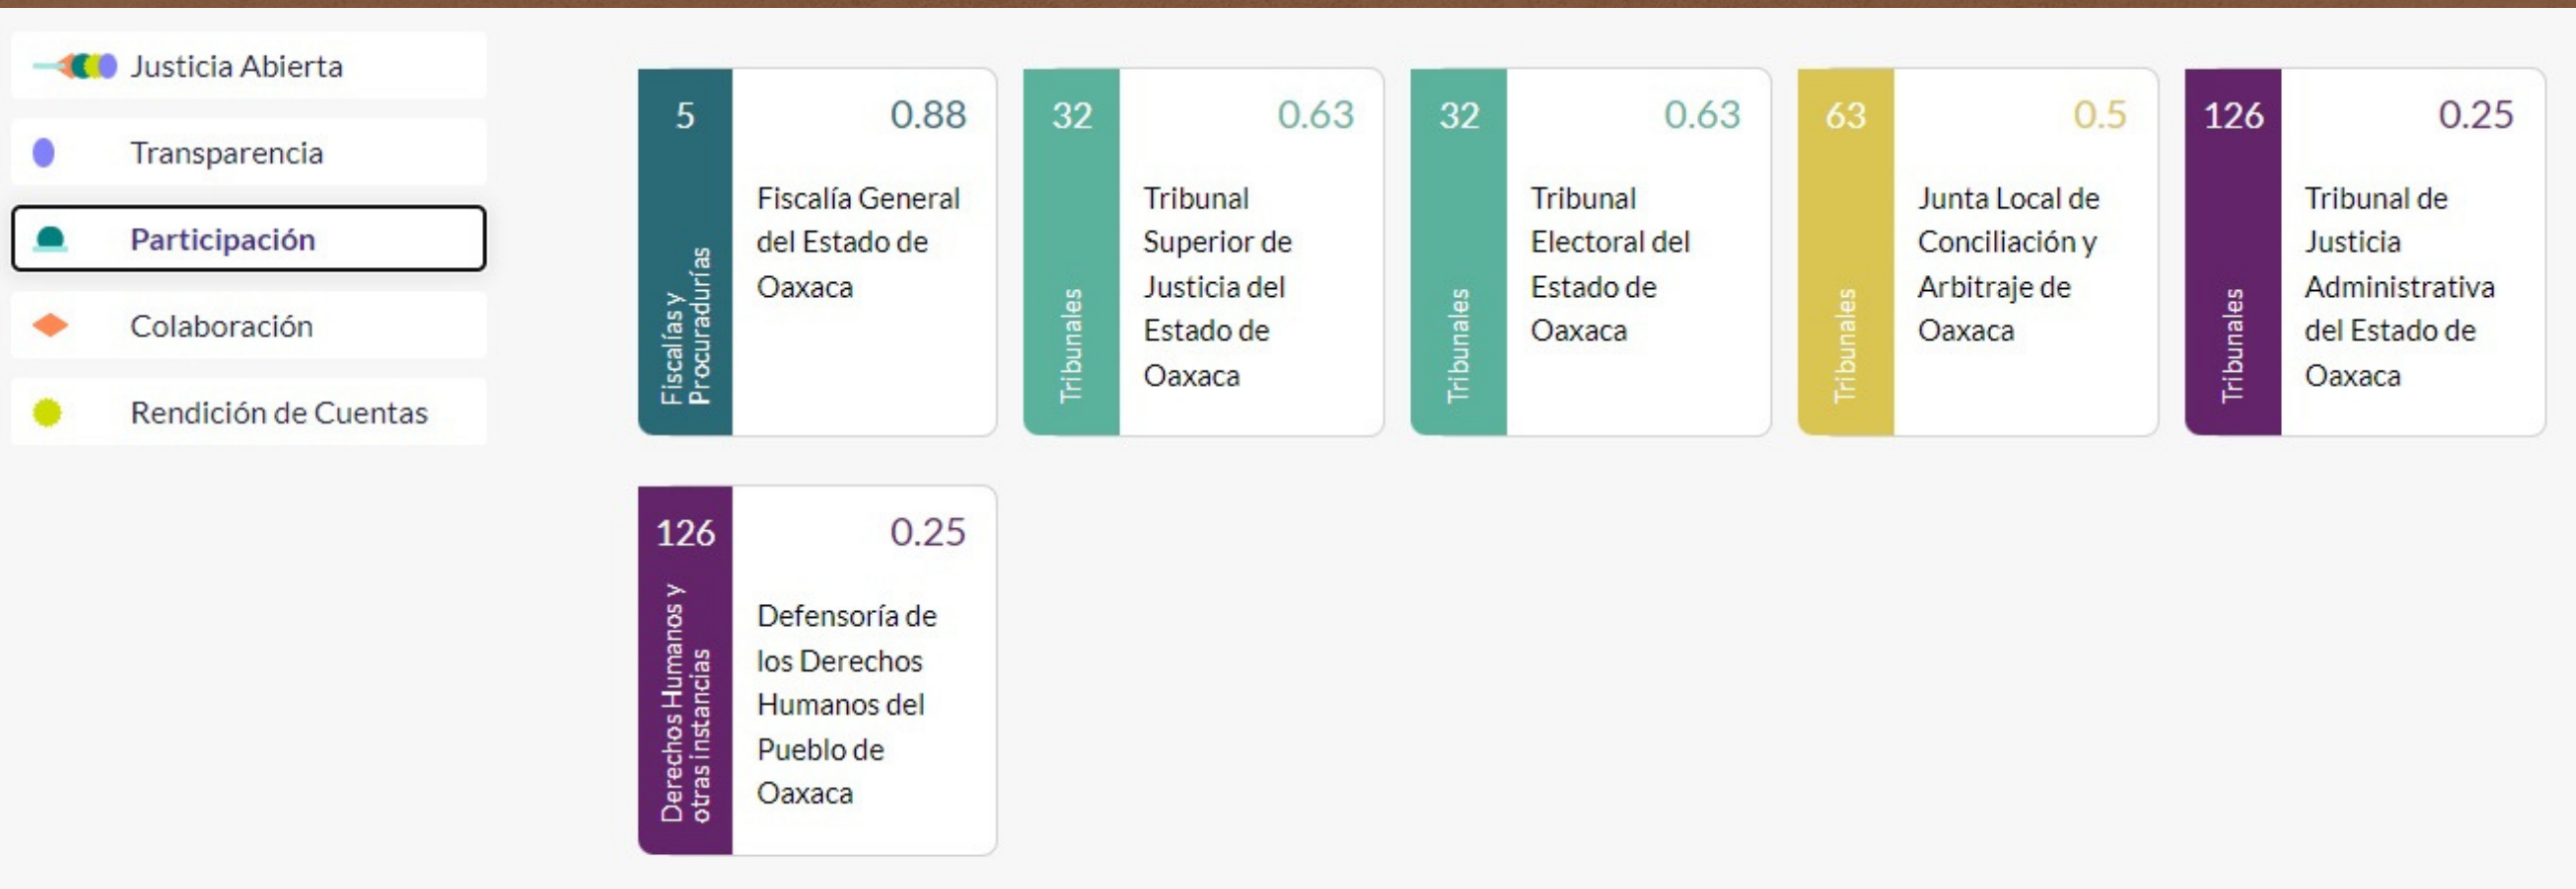 Justicia Abierta
Transparencia
Participación
Colaboración
Rendición de Cuentas
5
0.88
Fiscalía General
del Estado de
Oaxaca
Fiscalías y
Procuradurías
32
0.63
Tribunal
Superior de
Justicia del
Estado de
Oaxaca
Tribunales
32
0.63
Tribunal
Electoral del
Estado de
Oaxaca
Tribunales
63
0.5
Junta Local de
Conciliación y
Arbitraje de
Oaxaca
Tribunales
126
0.25
Tribunal de
Justicia
Administrativa
del Estado de
Oaxaca
Tribunales
126
0.25
Defensoría de
los Derechos
Humanos del
Pueblo de
Oaxaca
Derechos Humanos y
otras instancias